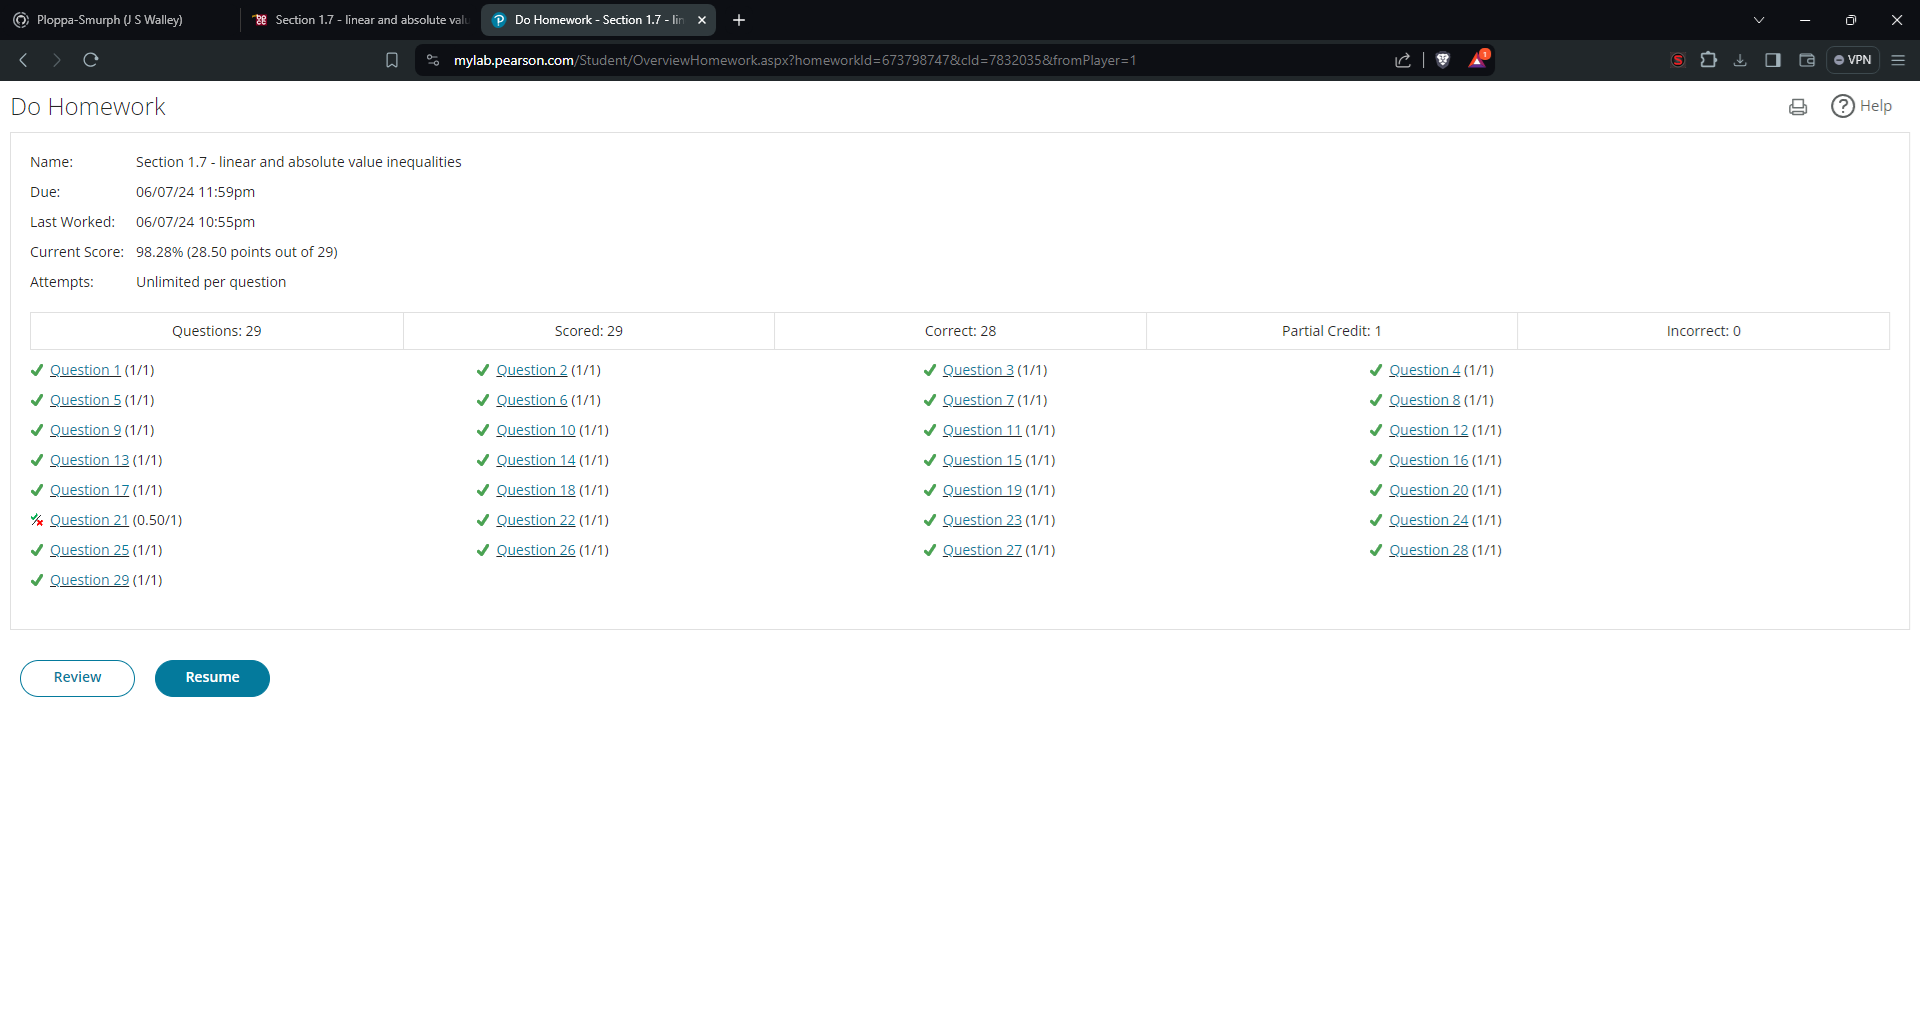 Ploppa-Smurph (J S Walley)
Section 1.7 - linear and absolute valu
Do Homework - Section 1.7 - lin
mylab.pearson.com/Student/OverviewHomework.aspx?homeworkId=673798747&cId=7832035&fromPlayer=1
1
VPN
Do Homework
Help
Name: Section 1.7 - linear and absolute value inequalities
Due: 06/07/24 11:59pm
Last Worked: 06/07/24 10:55pm
Current Score: 98.28% (28.50 points out of 29)
Attempts: Unlimited per question
Questions: 29 Scored: 29 Correct: 28 Partial Credit: 1 Incorrect: 0
Question 1 (1/1) Question 2 (1/1) Question 3 (1/1) Question 4 (1/1)
Question 5 (1/1) Question 6 (1/1) Question 7 (1/1) Question 8 (1/1)
Question 9 (1/1) Question 10 (1/1) Question 11 (1/1) Question 12 (1/1)
Question 13 (1/1) Question 14 (1/1) Question 15 (1/1) Question 16 (1/1)
Question 17 (1/1) Question 18 (1/1) Question 19 (1/1) Question 20 (1/1)
Question 21 (0.50/1) Question 22 (1/1) Question 23 (1/1) Question 24 (1/1)
Question 25 (1/1) Question 26 (1/1) Question 27 (1/1) Question 28 (1/1)
Question 29 (1/1)
Review Resume